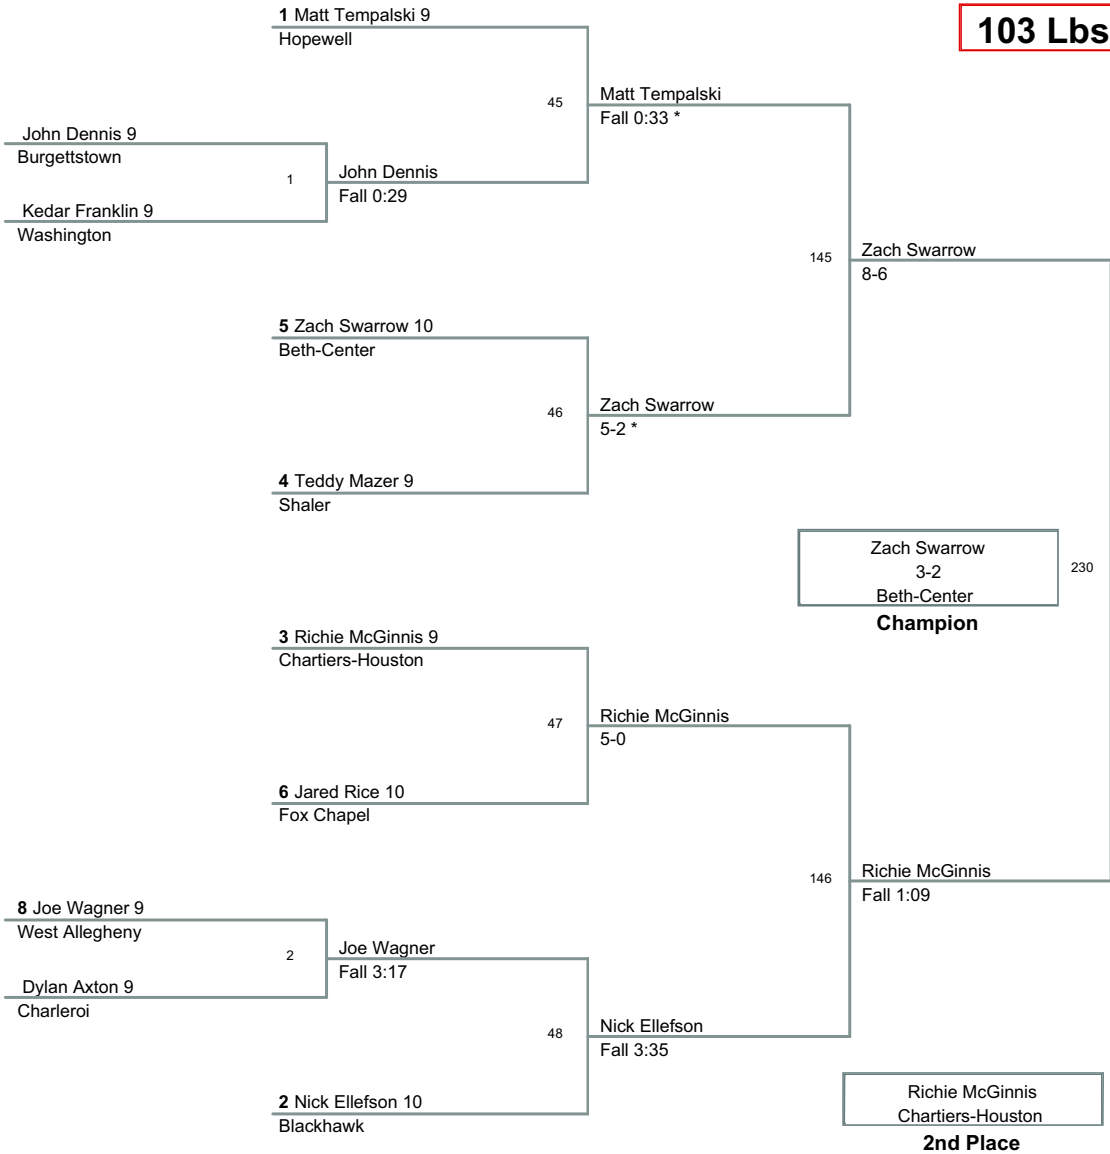 1 Matt Tempalski 9
Hopewell
103 Lbs
45
Matt Tempalski
Fall 0:33 *
John Dennis 9
Burgettstown
1
John Dennis
Fall 0:29
Kedar Franklin 9
Washington
145
Zach Swarrow
8-6
5 Zach Swarrow 10
Beth-Center
46
Zach Swarrow
5-2 *
4 Teddy Mazer 9
Shaler
Zach Swarrow
3-2
Beth-Center
230
Champion
3 Richie McGinnis 9
Chartiers-Houston
47
Richie McGinnis
5-0
6 Jared Rice 10
Fox Chapel
146
Richie McGinnis
Fall 1:09
8 Joe Wagner 9
West Allegheny
2
Joe Wagner
Fall 3:17
Dylan Axton 9
Charleroi
48
Nick Ellefson
Fall 3:35
2 Nick Ellefson 10
Blackhawk
Richie McGinnis
Chartiers-Houston
2nd Place